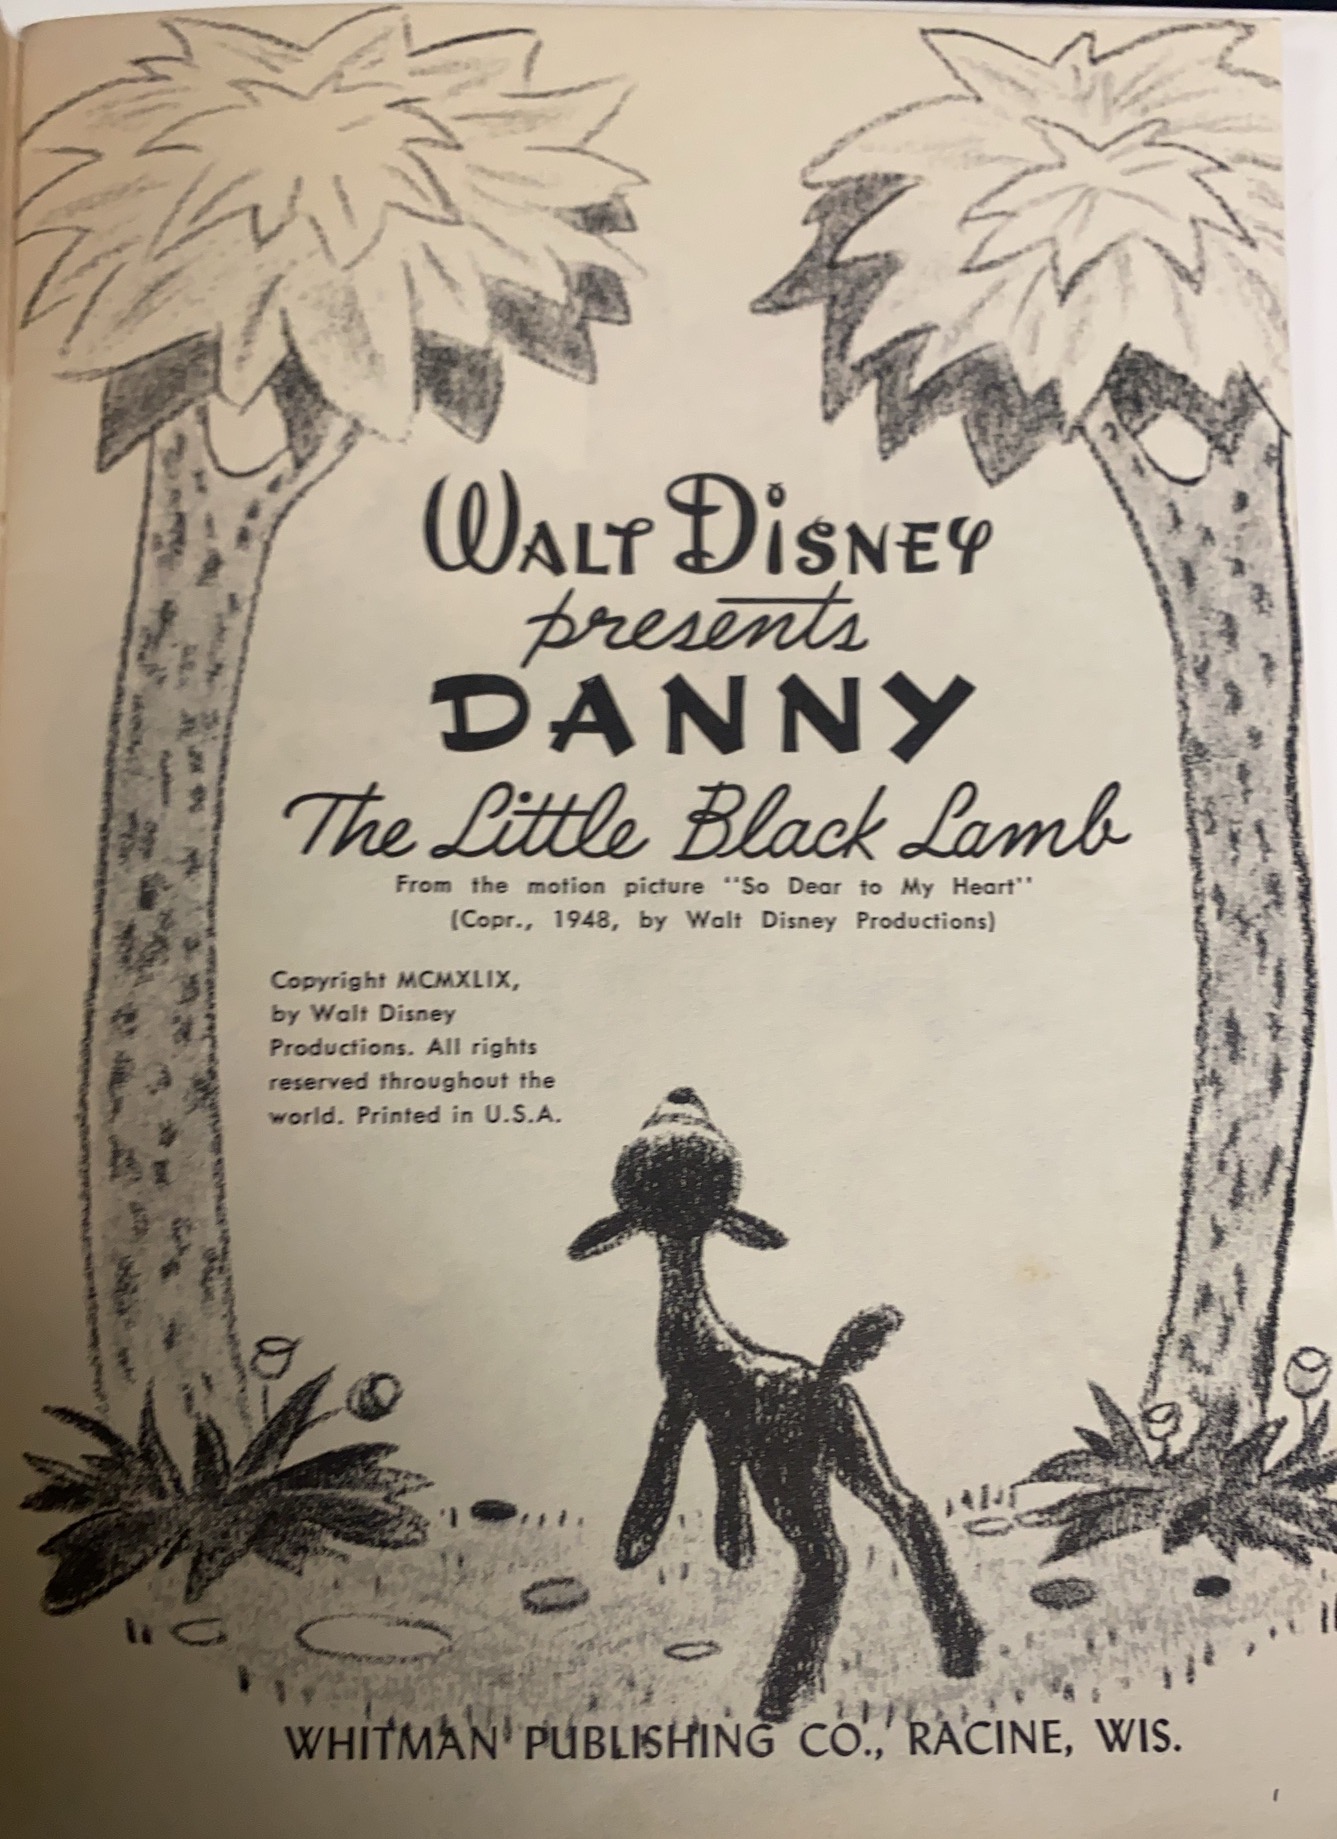 WALT DISNEY
presents
DANNY
The Little Black Lamb
From the motion picture "So Dear to My Heart"
(Copr., 1948, by Walt Disney Productions)
Copyright MCMXLIX,
by Walt Disney
Productions. All rights
reserved throughout the
world. Printed in U.S.A.
WHITMAN PUBLISHING CO., RACINE, WIS.